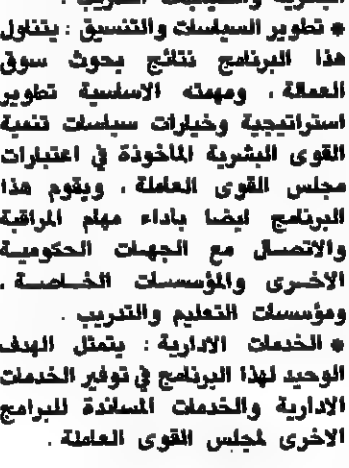 * تطوير السياسات والتنسيق : يتناول
هذا البرنامج نتائج بحوث سوق
العمالة ، ومهمته الاساسية تطوير
استراتيجية وخيارات سياسات تنمية
القوى البشرية المأخوذة في اعتبارات
مجلس القوى العاملة ، ويقوم هذا
البرنامج ايضا باداء مهام المراقبة
والاتصال مع الجهات الحكومية
الاخرى والمؤسسات الخاصة ،
ومؤسسات التعليم والتدريب .
* الخدمات الادارية : يتمثل الهدف
الوحيد لهذا البرنامج في توفير الخدمات
الادارية والخدمات المساندة للبرامج
الاخرى لمجلس القوى العاملة .